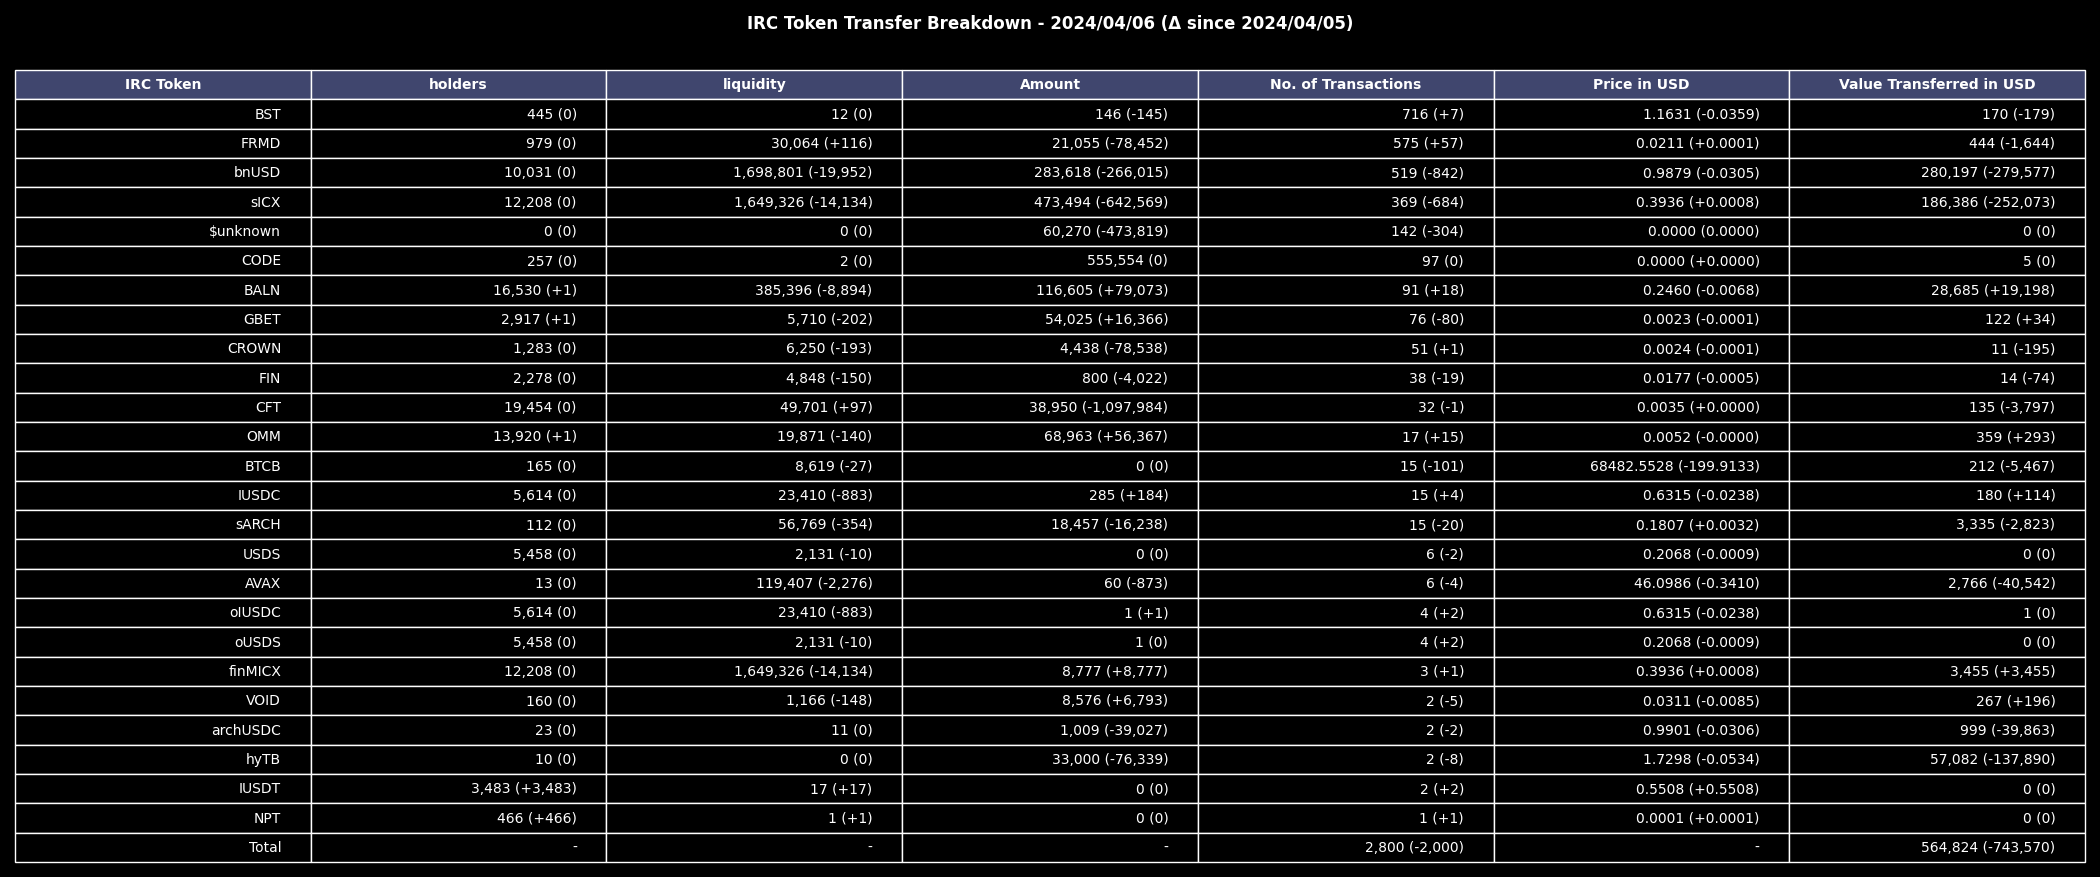 IRC Token Transfer Breakdown - 2024/04/06 (Δ since 2024/04/05)
IRC Token holders liquidity Amount No. of Transactions Price in USD Value Transferred in USD
BST 445 (0) 12 (0) 146 (-145) 716 (+7) 1.1631 (-0.0359) 170 (-179)
FRMD 979 (0) 30,064 (+116) 21,055 (-78,452) 575 (+57) 0.0211 (+0.0001) 444 (-1,644)
bnUSD 10,031 (0) 1,698,801 (-19,952) 283,618 (-266,015) 519 (-842) 0.9879 (-0.0305) 280,197 (-279,577)
sICX 12,208 (0) 1,649,326 (-14,134) 473,494 (-642,569) 369 (-684) 0.3936 (+0.0008) 186,386 (-252,073)
$unknown 0 (0) 0 (0) 60,270 (-473,819) 142 (-304) 0.0000 (0.0000) 0 (0)
CODE 257 (0) 2 (0) 555,554 (0) 97 (0) 0.0000 (+0.0000) 5 (0)
BALN 16,530 (+1) 385,396 (-8,894) 116,605 (+79,073) 91 (+18) 0.2460 (-0.0068) 28,685 (+19,198)
GBET 2,917 (+1) 5,710 (-202) 54,025 (+16,366) 76 (-80) 0.0023 (-0.0001) 122 (+34)
CROWN 1,283 (0) 6,250 (-193) 4,438 (-78,538) 51 (+1) 0.0024 (-0.0001) 11 (-195)
FIN 2,278 (0) 4,848 (-150) 800 (-4,022) 38 (-19) 0.0177 (-0.0005) 14 (-74)
CFT 19,454 (0) 49,701 (+97) 38,950 (-1,097,984) 32 (-1) 0.0035 (+0.0000) 135 (-3,797)
OMM 13,920 (+1) 19,871 (-140) 68,963 (+56,367) 17 (+15) 0.0052 (-0.0000) 359 (+293)
BTCB 165 (0) 8,619 (-27) 0 (0) 15 (-101) 68482.5528 (-199.9133) 212 (-5,467)
IUSDC 5,614 (0) 23,410 (-883) 285 (+184) 15 (+4) 0.6315 (-0.0238) 180 (+114)
sARCH 112 (0) 56,769 (-354) 18,457 (-16,238) 15 (-20) 0.1807 (+0.0032) 3,335 (-2,823)
USDS 5,458 (0) 2,131 (-10) 0 (0) 6 (-2) 0.2068 (-0.0009) 0 (0)
AVAX 13 (0) 119,407 (-2,276) 60 (-873) 6 (-4) 46.0986 (-0.3410) 2,766 (-40,542)
oIUSDC 5,614 (0) 23,410 (-883) 1 (+1) 4 (+2) 0.6315 (-0.0238) 1 (0)
oUSDS 5,458 (0) 2,131 (-10) 1 (0) 4 (+2) 0.2068 (-0.0009) 0 (0)
finMICX 12,208 (0) 1,649,326 (-14,134) 8,777 (+8,777) 3 (+1) 0.3936 (+0.0008) 3,455 (+3,455)
VOID 160 (0) 1,166 (-148) 8,576 (+6,793) 2 (-5) 0.0311 (-0.0085) 267 (+196)
archUSDC 23 (0) 11 (0) 1,009 (-39,027) 2 (-2) 0.9901 (-0.0306) 999 (-39,863)
hyTB 10 (0) 0 (0) 33,000 (-76,339) 2 (-8) 1.7298 (-0.0534) 57,082 (-137,890)
IUSDT 3,483 (+3,483) 17 (+17) 0 (0) 2 (+2) 0.5508 (+0.5508) 0 (0)
NPT 466 (+466) 1 (+1) 0 (0) 1 (+1) 0.0001 (+0.0001) 0 (0)
Total - - - 2,800 (-2,000) - 564,824 (-743,570)